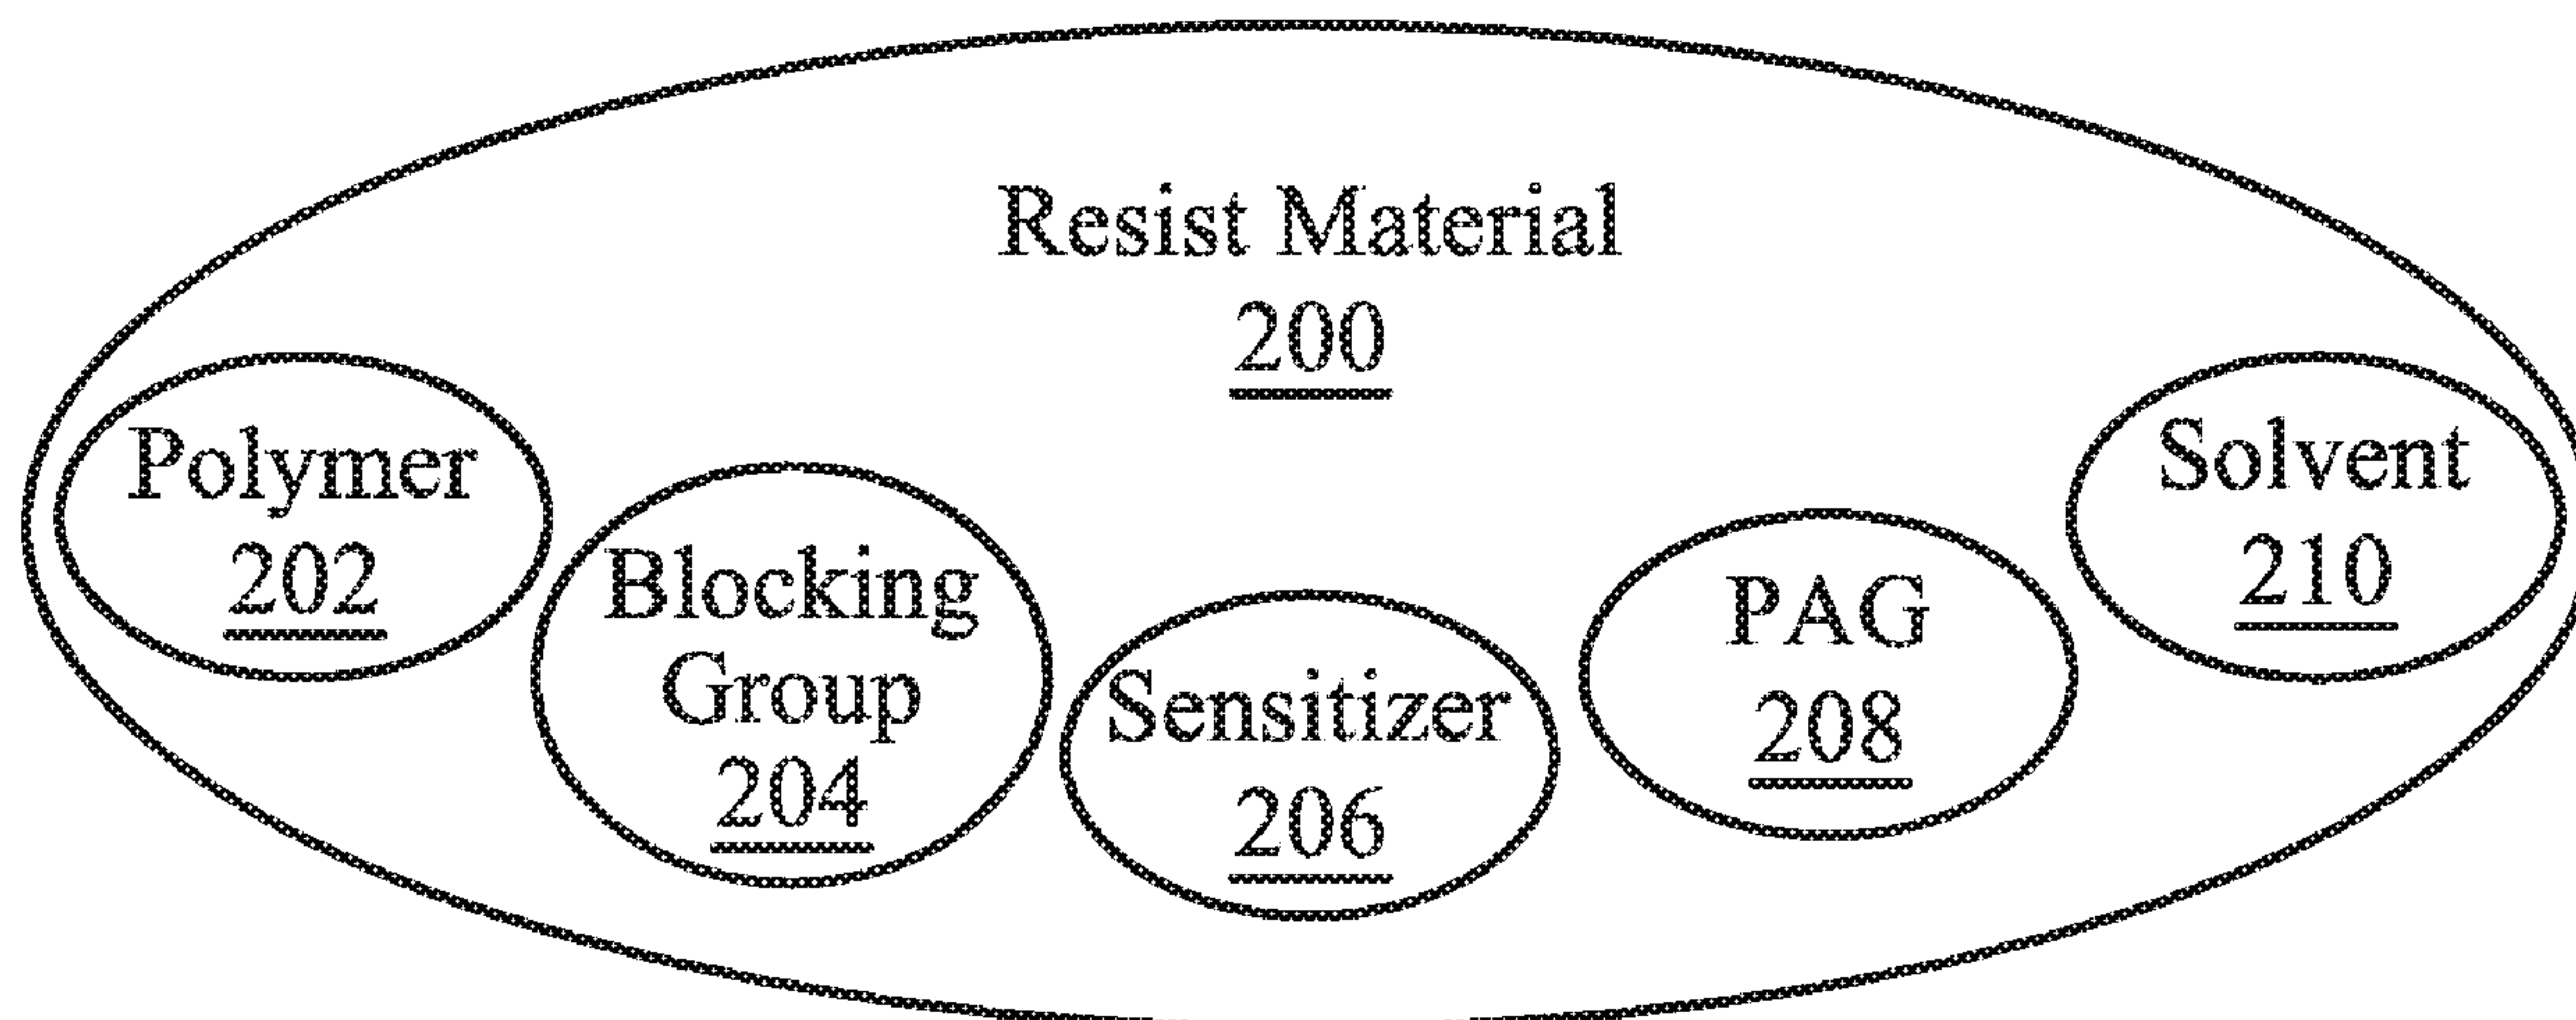 Resist Material
200
Polymer
202
Blocking
Group
204
Sensitizer
206
PAG
208
Solvent
210